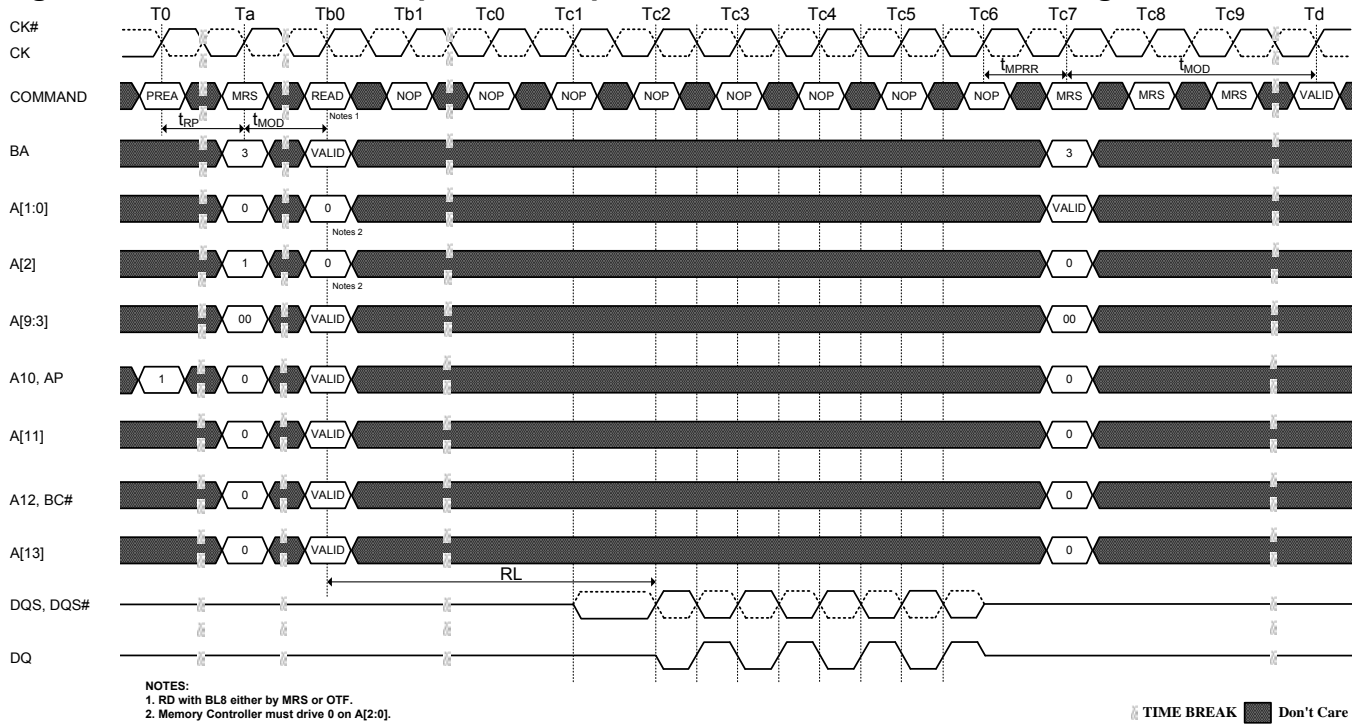 T0 Ta Tb0 Tb1 Tc0 Tc1 Tc2 Tc3 Tc4 Tc5 Tc6 Tc7 Tc8 Tc9 Td
CK#
CK
tMPRR tMOD
COMMAND PREA MRS READ NOP NOP NOP NOP NOP NOP NOP NOP MRS MRS MRS VALID
tRP tMOD Notes 1
BA 3 VALID 3
A[1:0] 0 0 VALID
Notes 2
A[2] 1 0 0
Notes 2
A[9:3] 00 VALID 00
A10, AP 1 0 VALID 0
A[11] 0 VALID 0
A12, BC# 0 VALID 0
A[13] 0 VALID 0
RL
DQS, DQS#
DQ
NOTES:
1. RD with BL8 either by MRS or OTF.
2. Memory Controller must drive 0 on A[2:0].
TIME BREAK Don't Care